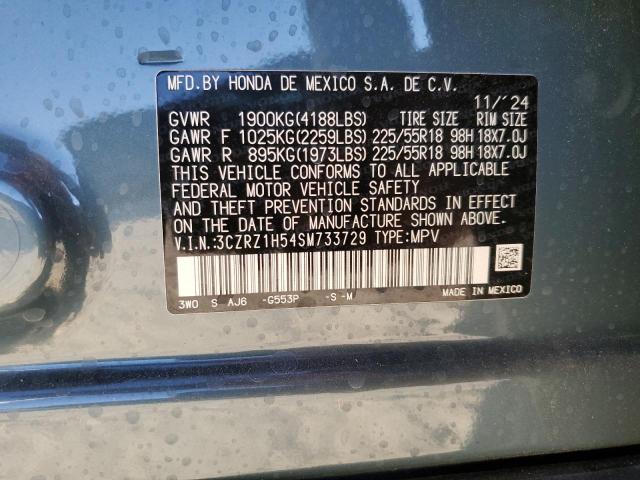 MFD.BY HONDA DE MEXICO S.A. DE C.V.
11/'24
GVWR 1900KG(4188LBS) TIRE SIZE RIM SIZE
GAWR F 1025KG(2259LBS) 225/55R18 98H 18X7.0J
GAWR R 895KG(1973LBS) 225/55R18 98H 18X7.0J
THIS VEHICLE CONFORMS TO ALL APPLICABLE
FEDERAL MOTOR VEHICLE SAFETY
AND THEFT PREVENTION STANDARDS IN EFFECT
ON THE DATE OF MANUFACTURE SHOWN ABOVE.
V.I.N.:3CZRZ1H54SM733729 TYPE:MPV
3W0 S AJ6 -G553P -S-M MADE IN MEXICO